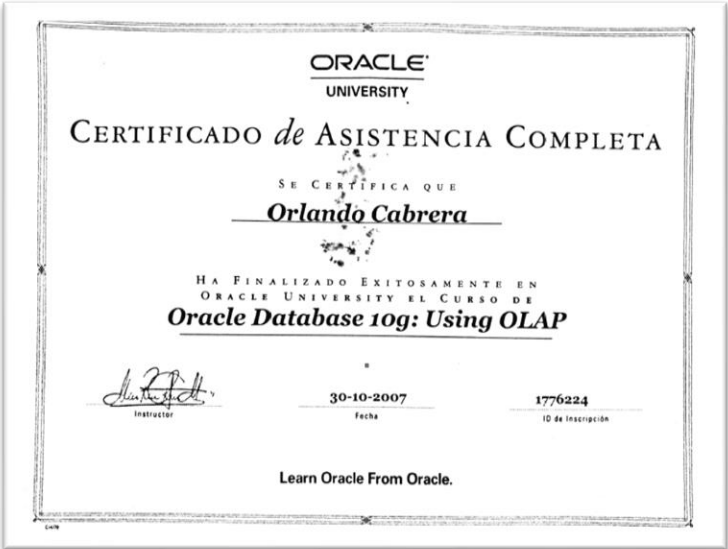 ORACLE
UNIVERSITY
CERTIFICADO de ASISTENCIA COMPLETA
SE CERTIFICA QUE
Orlando Cabrera
HA FINALIZADO EXITOSAMENTE EN
ORACLE UNIVERSITY EL CURSO DE
Oracle Database 10g: Using OLAP
30-10-2007
1776224
Instructor
Fecha
ID de Inscripción
Learn Oracle From Oracle.